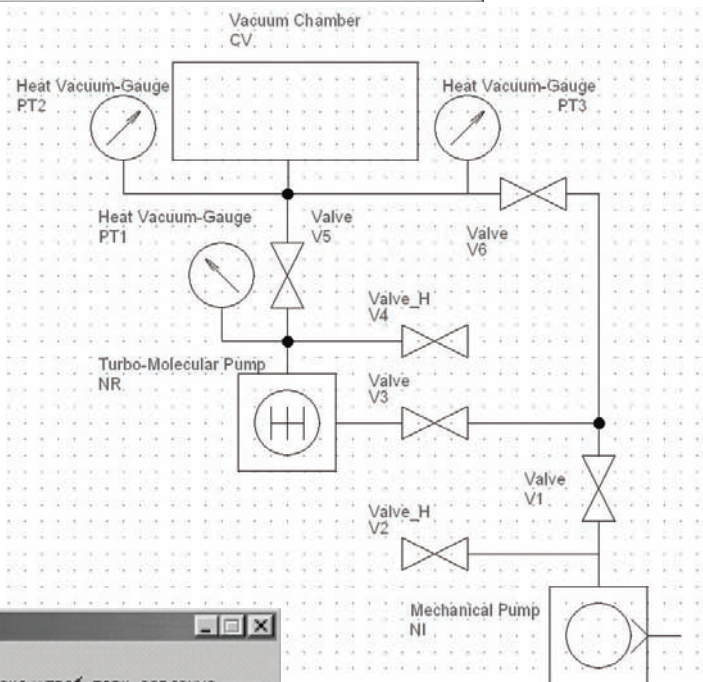 Vacuum Chamber
CV
Heat Vacuum-Gauge
PT2
Heat Vacuum-Gauge
PT3
Heat Vacuum-Gauge
PT1
Valve
V5
Valve
V6
Valve_H
V4
Turbo-Molecular Pump
NR
Valve
V3
Valve
V1
Valve_H
V2
Mechanical Pump
NI